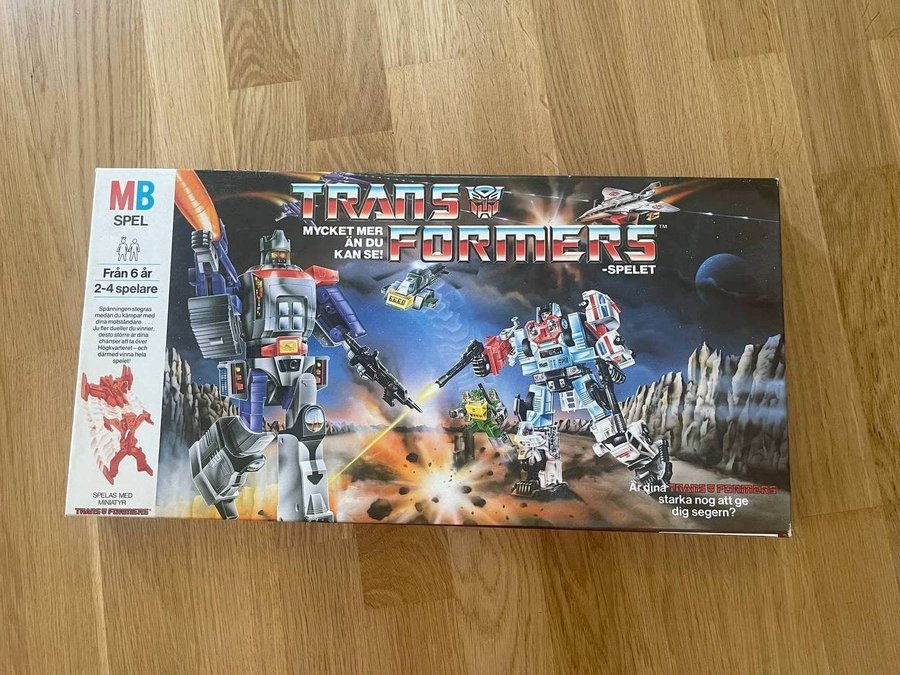 MB
SPEL
Från 6 år
2-4 spelare
Spänningen stegras
medan du kämpar med
dina motståndare. . . .
Ju fler dueller du vinner,
desto större är dina
chanser att ta över
Högkvarteret – och
därmed vinna hela
spelet!
SPELAS MED
MINIATYR
TRANSFORMERS
TRANS
FORMERS™
-SPELET
MYCKET MER
ÄN DU
KAN SE!
Är dina TRANSFORMERS
starka nog att ge
dig segern?